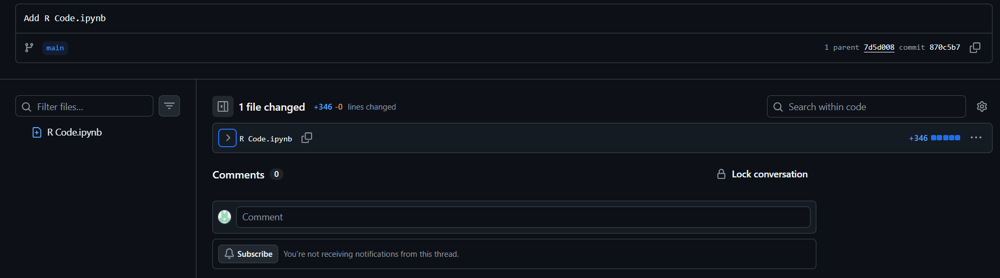 Add R Code.ipynb
main
1 parent 7d5d008 commit 870c5b7
Filter files...
R Code.ipynb
1 file changed +346 -0 lines changed
Search within code
R Code.ipynb
+346
Comments 0
Lock conversation
Comment
Subscribe You're not receiving notifications from this thread.